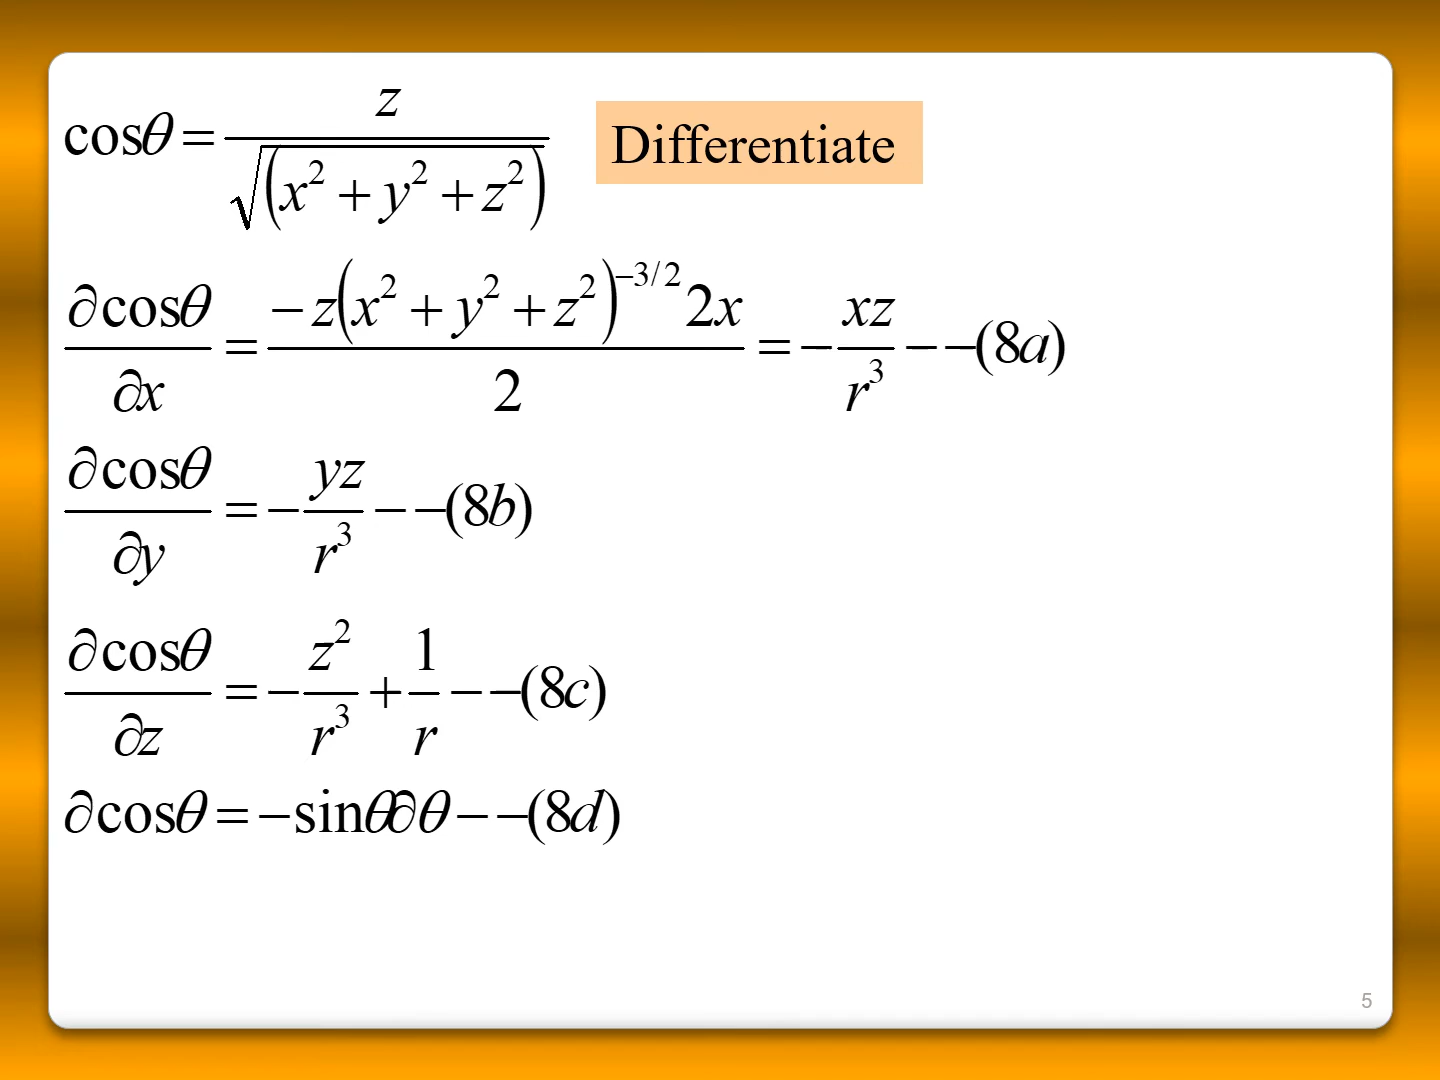 cosθ = z / √(x² + y² + z²)
Differentiate
∂cosθ/∂x = −z(x² + y² + z²)^(−3/2) 2x / 2 = −xz/r³ −−(8a)
∂cosθ/∂y = −yz/r³ −−(8b)
∂cosθ/∂z = −z²/r³ + 1/r −−(8c)
∂cosθ = −sinθ∂θ −−(8d)
5